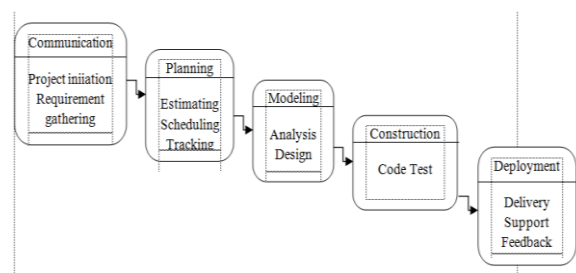 Communication
Project iniiation
Requirement
gathering
Planning
Estimating
Scheduling
Tracking
Modeling
Analysis
Design
Construction
Code Test
Deployment
Delivery
Support
Feedback